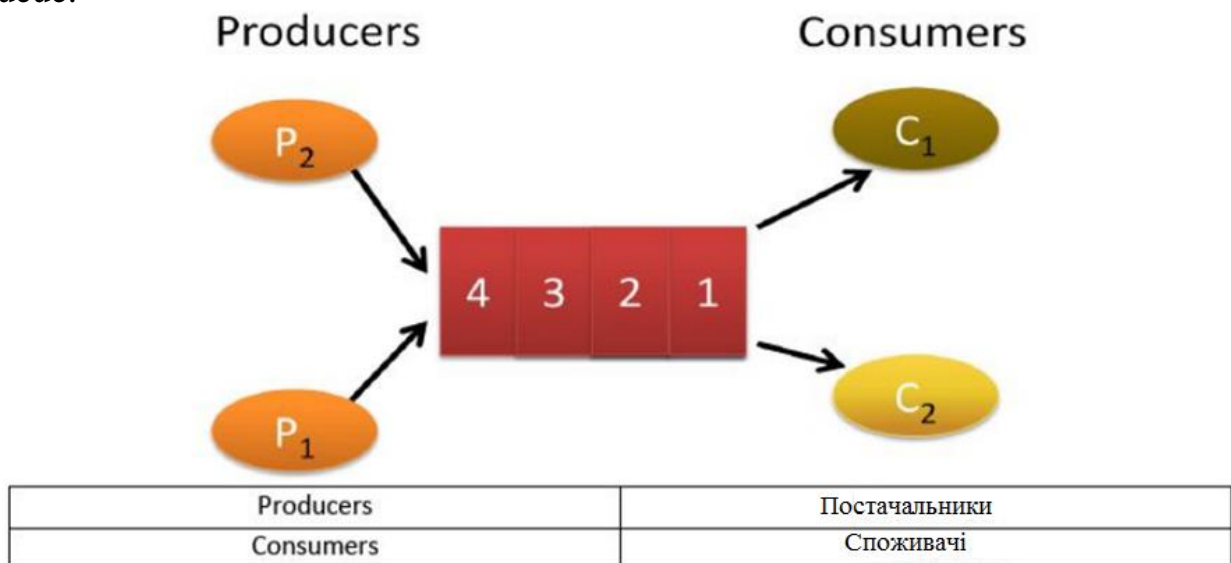 Producers Consumers
P2 C1
4 3 2 1
P1 C2
Producers Постачальники
Consumers Споживачі